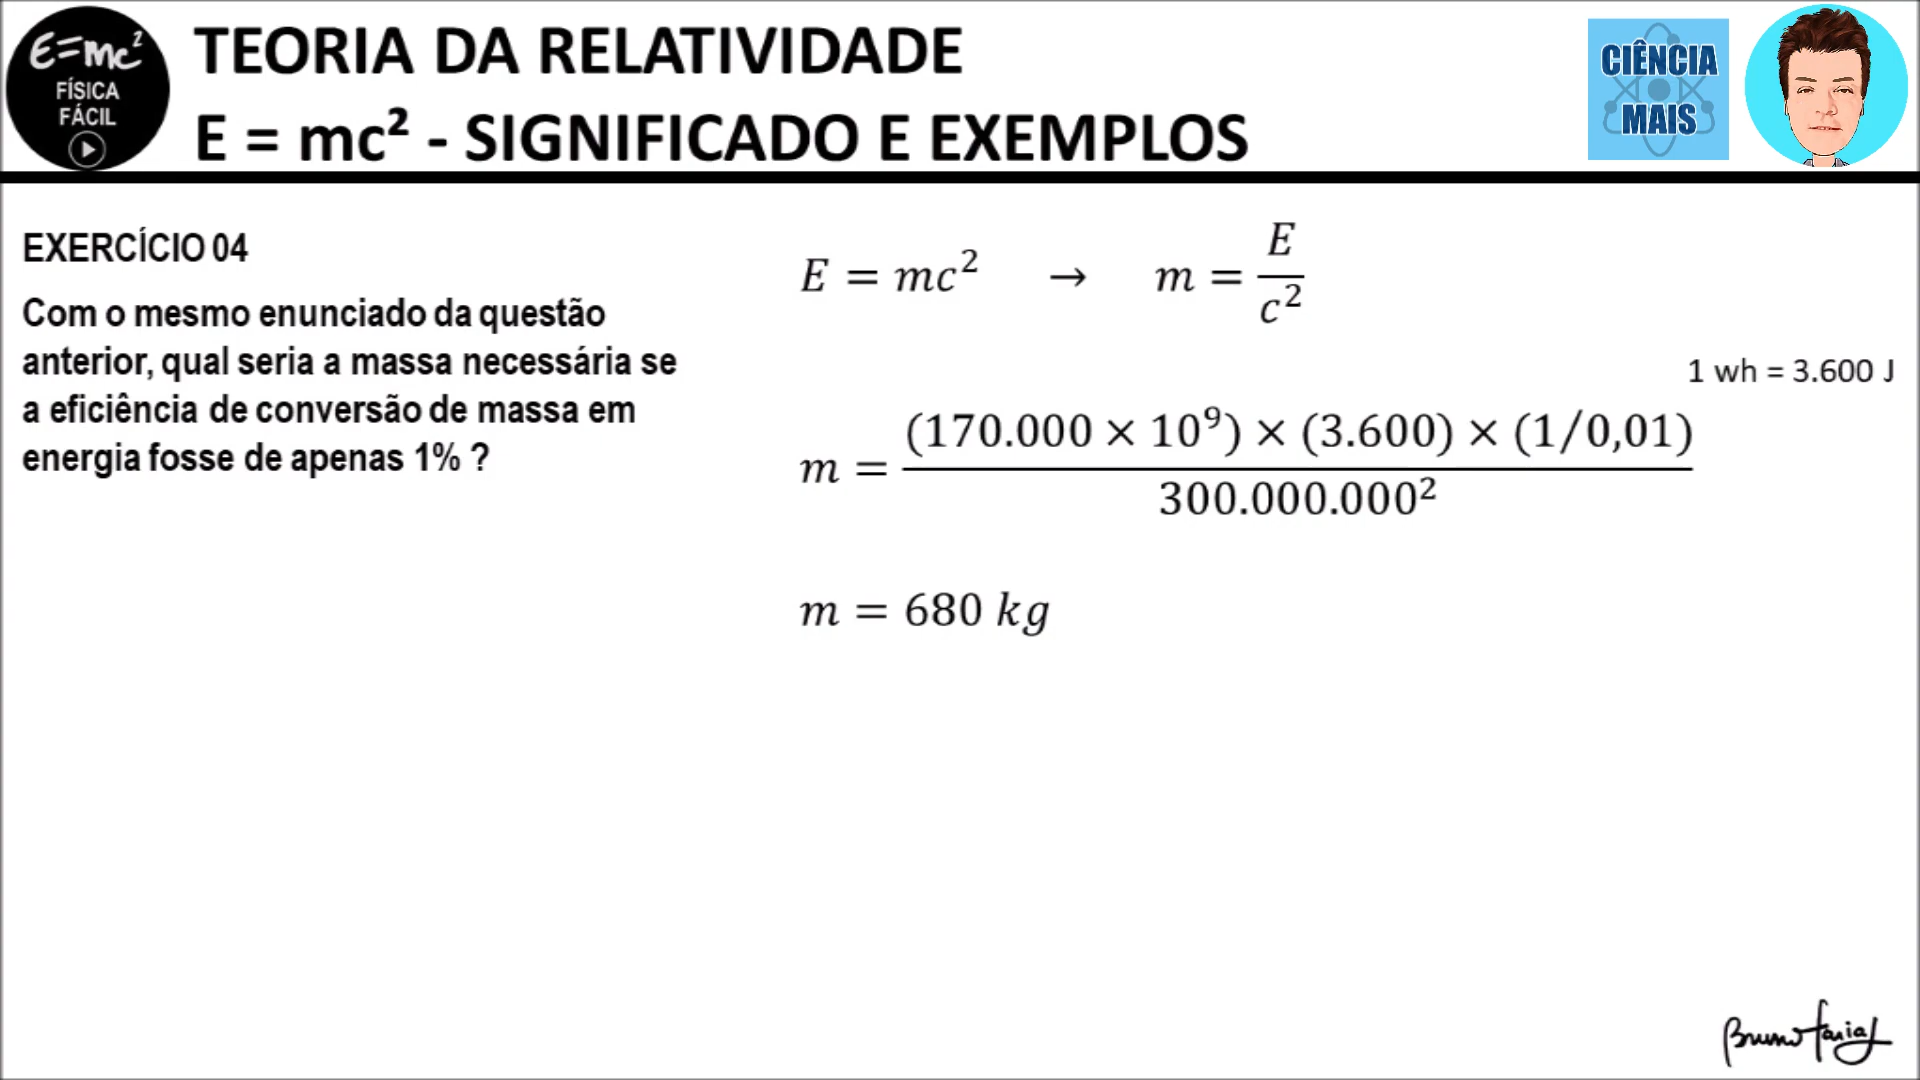 E=mc²
FÍSICA
FÁCIL
TEORIA DA RELATIVIDADE
E = mc² - SIGNIFICADO E EXEMPLOS
CIÊNCIA
MAIS
EXERCÍCIO 04
Com o mesmo enunciado da questão
anterior, qual seria a massa necessária se
a eficiência de conversão de massa em
energia fosse de apenas 1% ?
E = mc² → m = E/c²
1 wh = 3.600 J
m = (170.000 × 10⁹) × (3.600) × (1/0,01)
300.000.000²
m = 680 kg
Bruno Farias